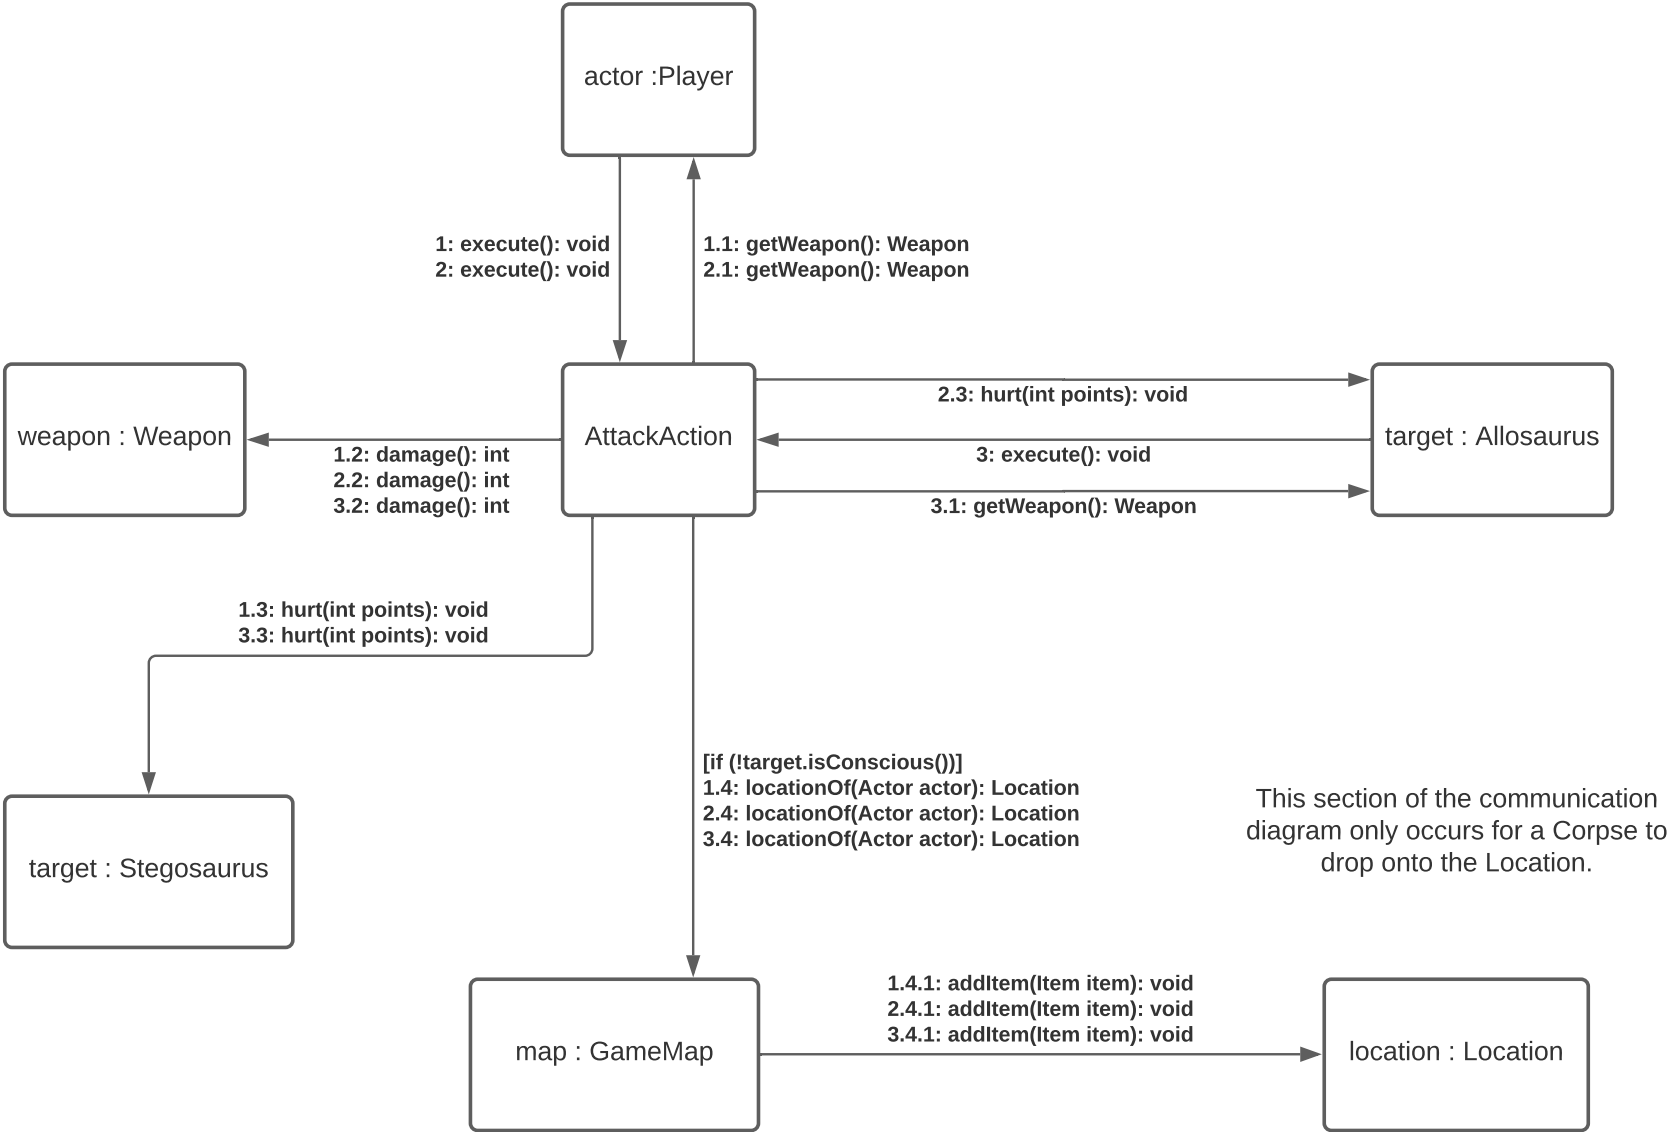 actor :Player
1: execute(): void
2: execute(): void
1.1: getWeapon(): Weapon
2.1: getWeapon(): Weapon
weapon : Weapon
1.2: damage(): int
2.2: damage(): int
3.2: damage(): int
AttackAction
2.3: hurt(int points): void
3: execute(): void
3.1: getWeapon(): Weapon
target : Allosaurus
1.3: hurt(int points): void
3.3: hurt(int points): void
target : Stegosaurus
[if (!target.isConscious())]
1.4: locationOf(Actor actor): Location
2.4: locationOf(Actor actor): Location
3.4: locationOf(Actor actor): Location
This section of the communication
diagram only occurs for a Corpse to
drop onto the Location.
map : GameMap
1.4.1: addItem(Item item): void
2.4.1: addItem(Item item): void
3.4.1: addItem(Item item): void
location : Location